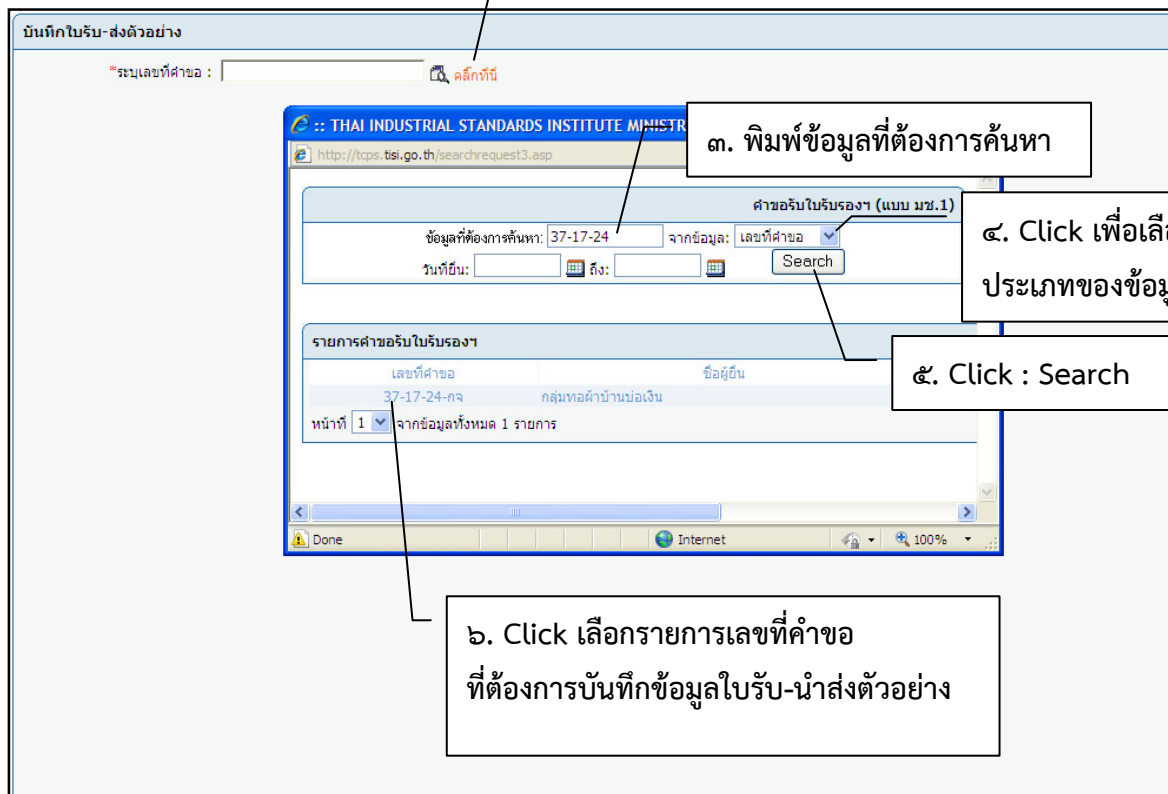 บันทึกใบรับ-ส่งตัวอย่าง
*ระบุเลขที่คำขอ : คลิ๊กที่นี่
:: THAI INDUSTRIAL STANDARDS INSTITUTE MINISTR
๓. พิมพ์ข้อมูลที่ต้องการค้นหา
http://tcps.tisi.go.th/searchrequest3.asp
คำขอรับใบรับรองฯ (แบบ มช.1)
ข้อมูลที่ต้องการค้นหา: 37-17-24 จากข้อมูล: เลขที่คำขอ
๔. Click เพื่อ
ประเภทของ
วันที่ยื่น: ถึง: Search
รายการคำขอรับใบรับรองฯ
๕. Click : Search
เลขที่คำขอ ชื่อผู้ยื่น
37-17-24-กจ กลุ่มทอผ้าบ้านบ่อเงิน
หน้าที่ 1 จากข้อมูลทั้งหมด 1 รายการ
Done Internet 100%
๖. Click เลือกรายการเลขที่คำขอ
ที่ต้องการบันทึกข้อมูลใบรับ-นำส่งตัวอย่าง